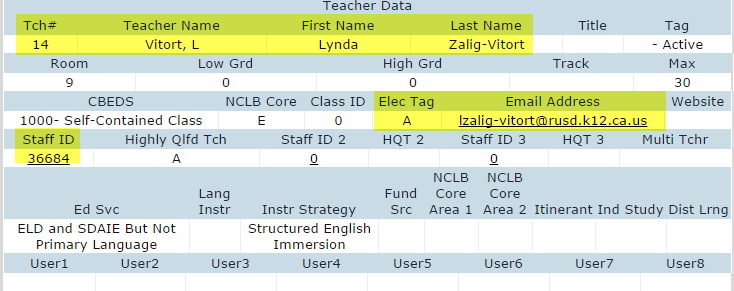 Teacher Data
Tch# Teacher Name First Name Last Name Title Tag
14 Vitort, L Lynda Zalig-Vitort - Active
Room Low Grd High Grd Track Max
9 0 0 30
CBEDS NCLB Core Class ID Elec Tag Email Address Website
1000- Self-Contained Class E 0 A lzalig-vitort@rusd.k12.ca.us
Staff ID Highly Qlfd Tch Staff ID 2 HQT 2 Staff ID 3 HQT 3 Multi Tchr
36684 A 0 0
Ed Svc Lang Instr Instr Strategy Fund Src NCLB Core Area 1 NCLB Core Area 2 Itinerant Ind Study Dist Lrng
ELD and SDAIE But Not Primary Language Structured English Immersion
User1 User2 User3 User4 User5 User6 User7 User8